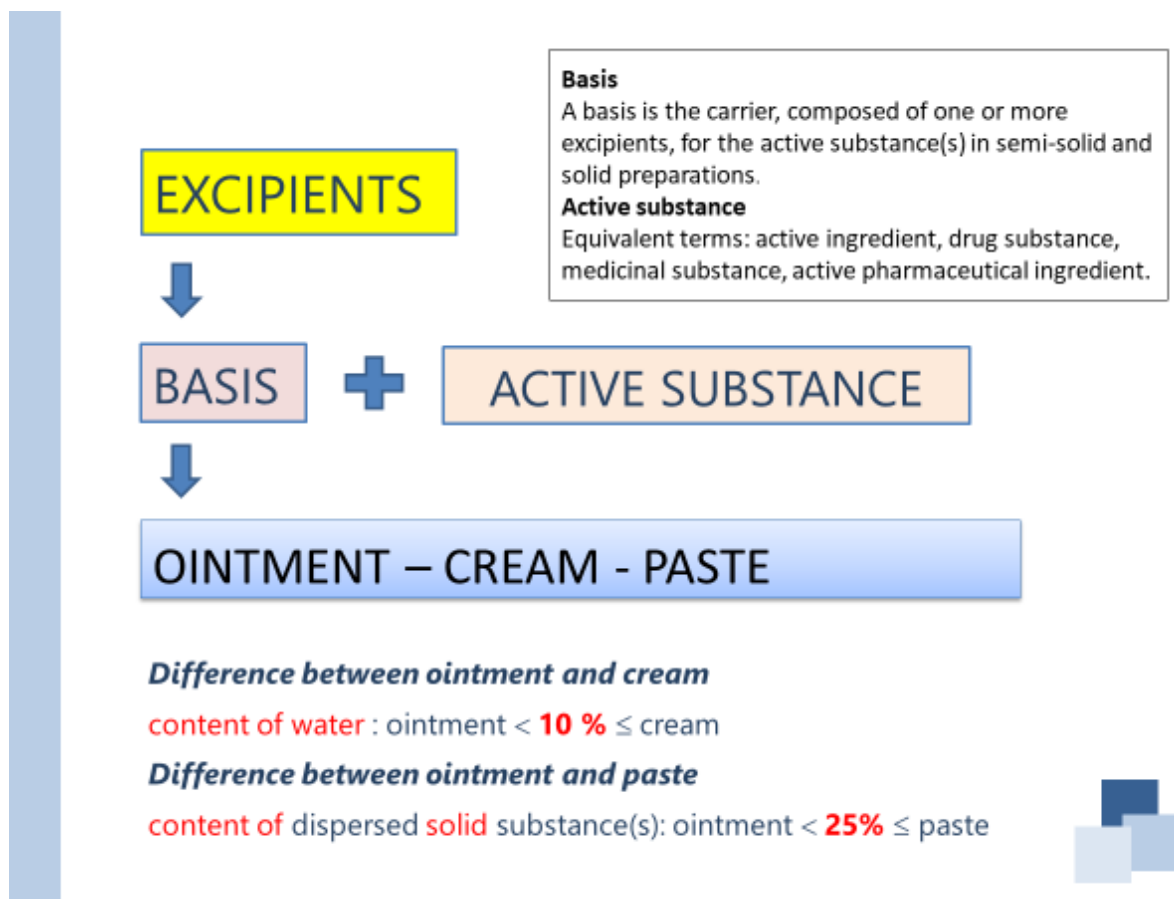 Basis
A basis is the carrier, composed of one or more
excipients, for the active substance(s) in semi-solid and
solid preparations.
Active substance
Equivalent terms: active ingredient, drug substance,
medicinal substance, active pharmaceutical ingredient.
EXCIPIENTS
BASIS
ACTIVE SUBSTANCE
OINTMENT – CREAM - PASTE
Difference between ointment and cream
content of water : ointment < 10 % ≤ cream
Difference between ointment and paste
content of dispersed solid substance(s): ointment < 25% ≤ paste